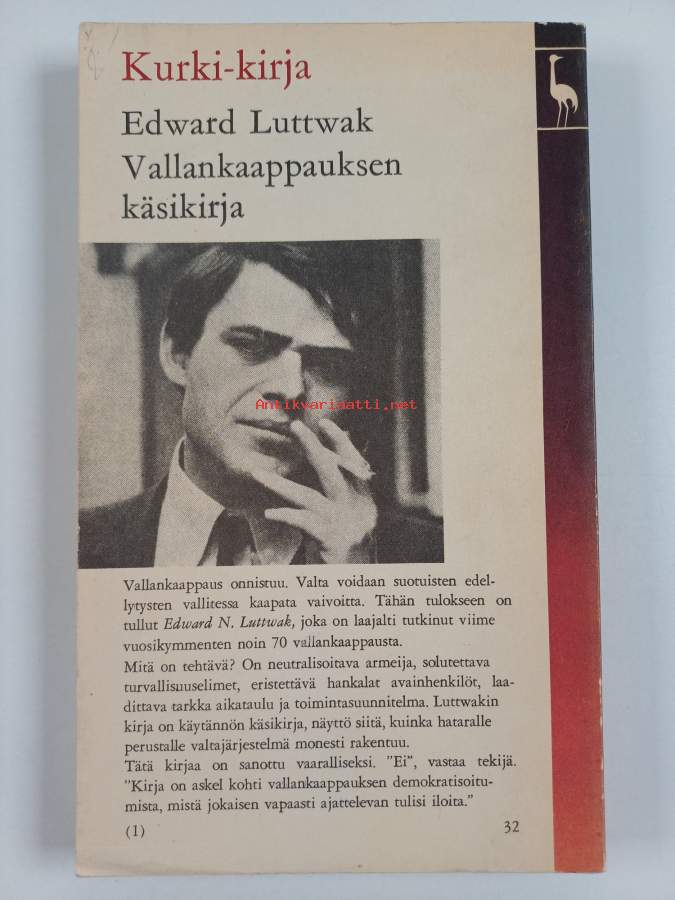 Kurki-kirja
Edward Luttwak
Vallankaappauksen
käsikirja
Antikvariaatti.net
Vallankaappaus onnistuu. Valta voidaan suotuisten edel-
lytysten vallitessa kaapata vaivoitta. Tähän tulokseen on
tullut Edward N. Luttwak, joka on laajalti tutkinut viime
vuosikymmenten noin 70 vallankaappausta.
Mitä on tehtävä? On neutralisoitava armeija, solutettava
turvallisuuselimet, eristettävä hankalat avainhenkilöt, laa-
dittava tarkka aikataulu ja toimintasuunnitelma. Luttwakin
kirja on käytännön käsikirja, näyttö siitä, kuinka hataralle
perustalle valtajärjestelmä monesti rakentuu.
Tätä kirjaa on sanottu vaaralliseksi. "Ei", vastaa tekijä.
"Kirja on askel kohti vallankaappauksen demokratisoitu-
mista, mistä jokaisen vapaasti ajattelevan tulisi iloita."
(1) 32